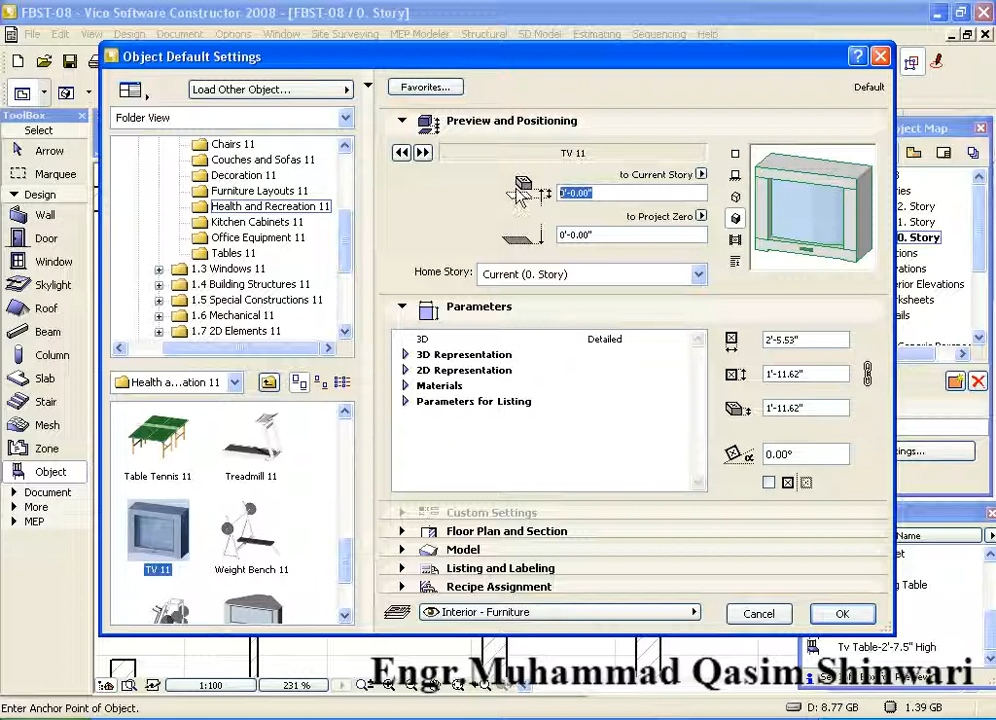 FBST-08 - Vico Software Constructor 2008 - [FBST-08 / 0. Story]
File Edit View Design Document Options Window Site Surveying MEP Modeler Structural 5D Model Estimating Sequencing Help
Object Default Settings
Load Other Object...
Favorites...
Default
ToolBox
Select
Arrow
Marquee
Design
Wall
Door
Window
Skylight
Roof
Beam
Column
Slab
Stair
Mesh
Zone
Object
Document
More
MEP
Folder View
Chairs 11
Couches and Sofas 11
Decoration 11
Furniture Layouts 11
Health and Recreation 11
Kitchen Cabinets 11
Office Equipment 11
Tables 11
1.3 Windows 11
1.4 Building Structures 11
1.5 Special Constructions 11
1.6 Mechanical 11
1.7 2D Elements 11
Health a...ation 11
Table Tennis 11
Treadmill 11
TV 11
Weight Bench 11
Preview and Positioning
TV 11
to Current Story
0'-0.00"
to Project Zero
0'-0.00"
Home Story:
Current (0. Story)
Parameters
3D Detailed
3D Representation
2D Representation
Materials
Parameters for Listing
2'-5.53"
1'-11.62"
1'-11.62"
0.00°
Custom Settings
Floor Plan and Section
Model
Listing and Labeling
Recipe Assignment
Interior - Furniture
Cancel
OK
2. Story
1. Story
0. Story
Name
Tv Table-2'-7.5" High
1:100
231 %
Engr.Muhammad Qasim Shinwari
Enter Anchor Point of Object.
D: 8.77 GB
1.39 GB